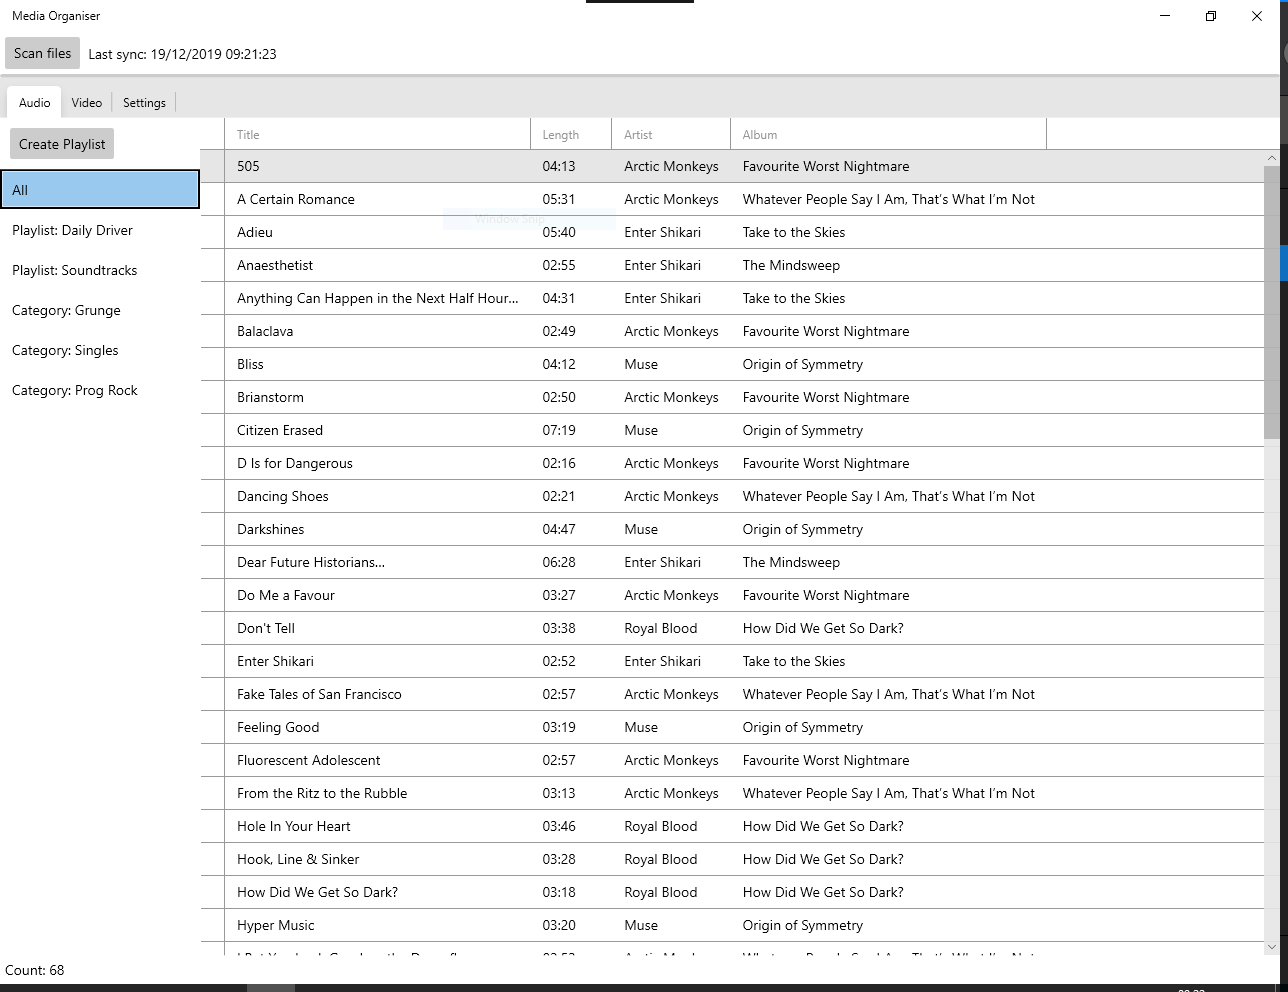 Media Organiser
Scan files Last sync: 19/12/2019 09:21:23
Audio Video Settings
Create Playlist
All
Playlist: Daily Driver
Playlist: Soundtracks
Category: Grunge
Category: Singles
Category: Prog Rock
Title Length Artist Album
505 04:13 Arctic Monkeys Favourite Worst Nightmare
A Certain Romance 05:31 Arctic Monkeys Whatever People Say I Am, That’s What I’m Not
Window Snip
Adieu 05:40 Enter Shikari Take to the Skies
Anaesthetist 02:55 Enter Shikari The Mindsweep
Anything Can Happen in the Next Half Hour... 04:31 Enter Shikari Take to the Skies
Balaclava 02:49 Arctic Monkeys Favourite Worst Nightmare
Bliss 04:12 Muse Origin of Symmetry
Brianstorm 02:50 Arctic Monkeys Favourite Worst Nightmare
Citizen Erased 07:19 Muse Origin of Symmetry
D Is for Dangerous 02:16 Arctic Monkeys Favourite Worst Nightmare
Dancing Shoes 02:21 Arctic Monkeys Whatever People Say I Am, That’s What I’m Not
Darkshines 04:47 Muse Origin of Symmetry
Dear Future Historians... 06:28 Enter Shikari The Mindsweep
Do Me a Favour 03:27 Arctic Monkeys Favourite Worst Nightmare
Don't Tell 03:38 Royal Blood How Did We Get So Dark?
Enter Shikari 02:52 Enter Shikari Take to the Skies
Fake Tales of San Francisco 02:57 Arctic Monkeys Whatever People Say I Am, That’s What I’m Not
Feeling Good 03:19 Muse Origin of Symmetry
Fluorescent Adolescent 02:57 Arctic Monkeys Favourite Worst Nightmare
From the Ritz to the Rubble 03:13 Arctic Monkeys Whatever People Say I Am, That’s What I’m Not
Hole In Your Heart 03:46 Royal Blood How Did We Get So Dark?
Hook, Line & Sinker 03:28 Royal Blood How Did We Get So Dark?
How Did We Get So Dark? 03:18 Royal Blood How Did We Get So Dark?
Hyper Music 03:20 Muse Origin of Symmetry
Count: 68